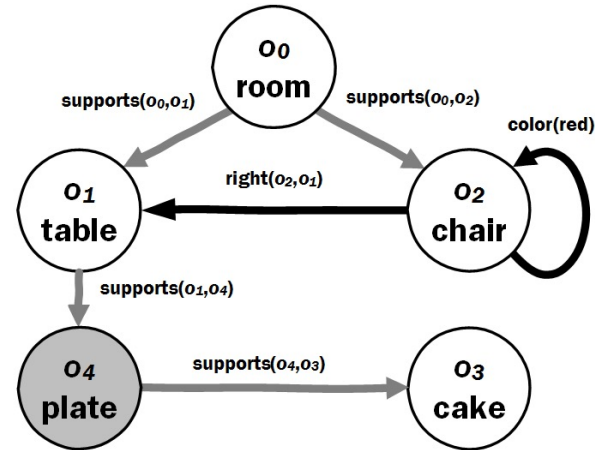 o₀
room
supports(o₀,o₁)
supports(o₀,o₂)
color(red)
o₁
table
right(o₂,o₁)
o₂
chair
supports(o₁,o₄)
o₄
plate
supports(o₄,o₃)
o₃
cake